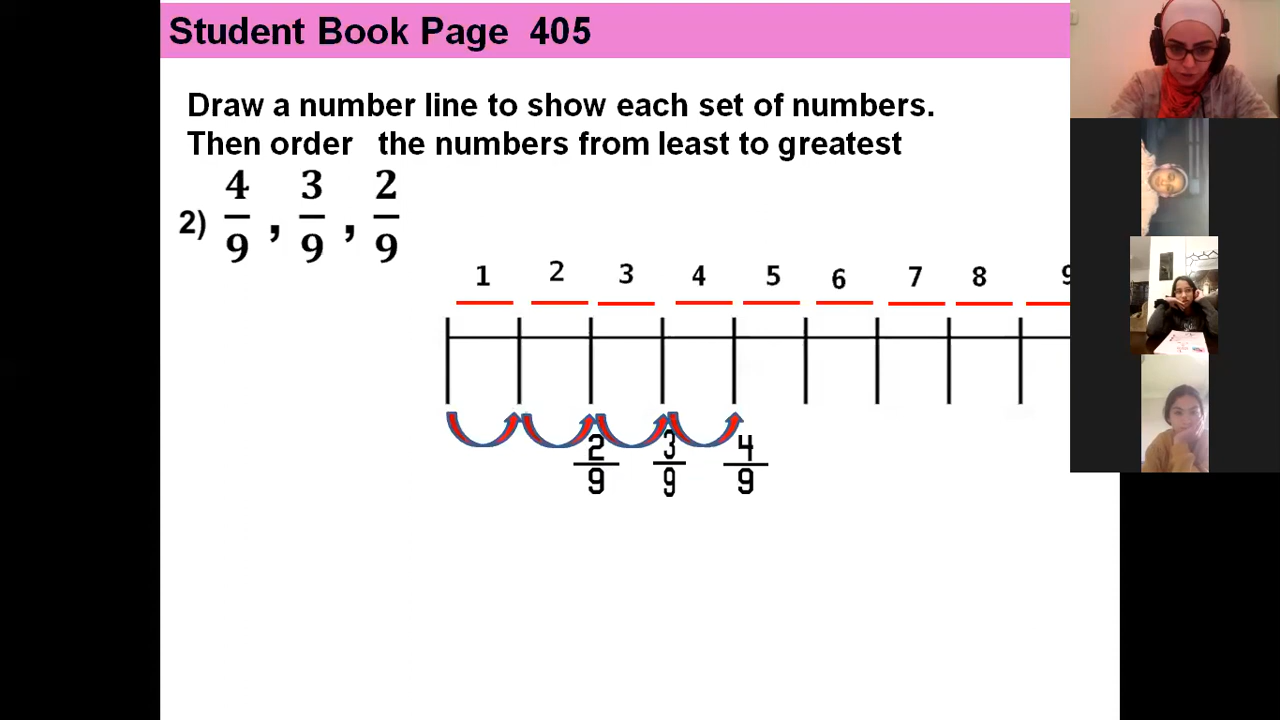 Student Book Page 405
Draw a number line to show each set of numbers.
Then order the numbers from least to greatest
2) 4/9 , 3/9 , 2/9
1 2 3 4 5 6 7 8 9
2/9 3/9 4/9